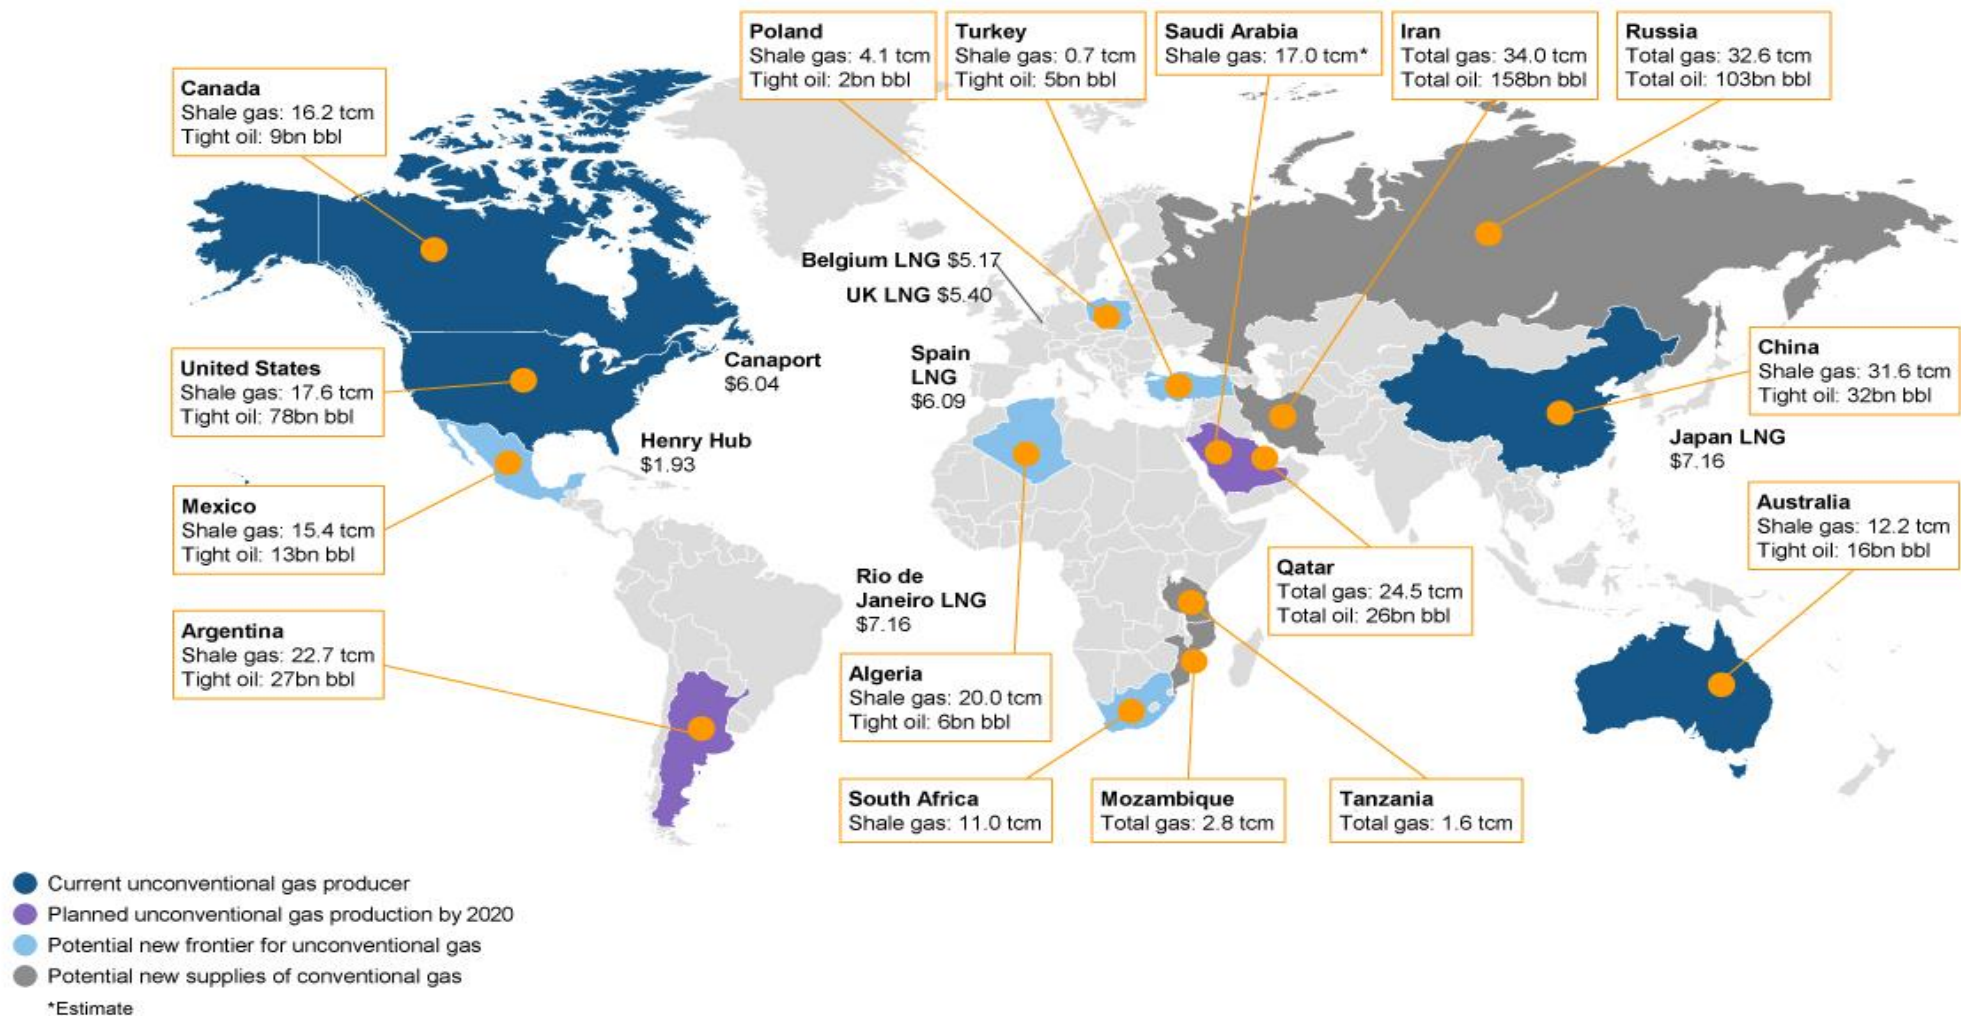 Poland
Shale gas: 4.1 tcm
Tight oil: 2bn bbl
Turkey
Shale gas: 0.7 tcm
Tight oil: 5bn bbl
Saudi Arabia
Shale gas: 17.0 tcm*
Iran
Total gas: 34.0 tcm
Total oil: 158bn bbl
Russia
Total gas: 32.6 tcm
Total oil: 103bn bbl
Canada
Shale gas: 16.2 tcm
Tight oil: 9bn bbl
Belgium LNG $5.17
UK LNG $5.40
Canaport
$6.04
Spain
LNG
$6.09
United States
Shale gas: 17.6 tcm
Tight oil: 78bn bbl
China
Shale gas: 31.6 tcm
Tight oil: 32bn bbl
Henry Hub
$1.93
Japan LNG
$7.16
Mexico
Shale gas: 15.4 tcm
Tight oil: 13bn bbl
Australia
Shale gas: 12.2 tcm
Tight oil: 16bn bbl
Qatar
Total gas: 24.5 tcm
Total oil: 26bn bbl
Rio de
Janeiro LNG
$7.16
Argentina
Shale gas: 22.7 tcm
Tight oil: 27bn bbl
Algeria
Shale gas: 20.0 tcm
Tight oil: 6bn bbl
South Africa
Shale gas: 11.0 tcm
Mozambique
Total gas: 2.8 tcm
Tanzania
Total gas: 1.6 tcm
Current unconventional gas producer
Planned unconventional gas production by 2020
Potential new frontier for unconventional gas
Potential new supplies of conventional gas
*Estimate